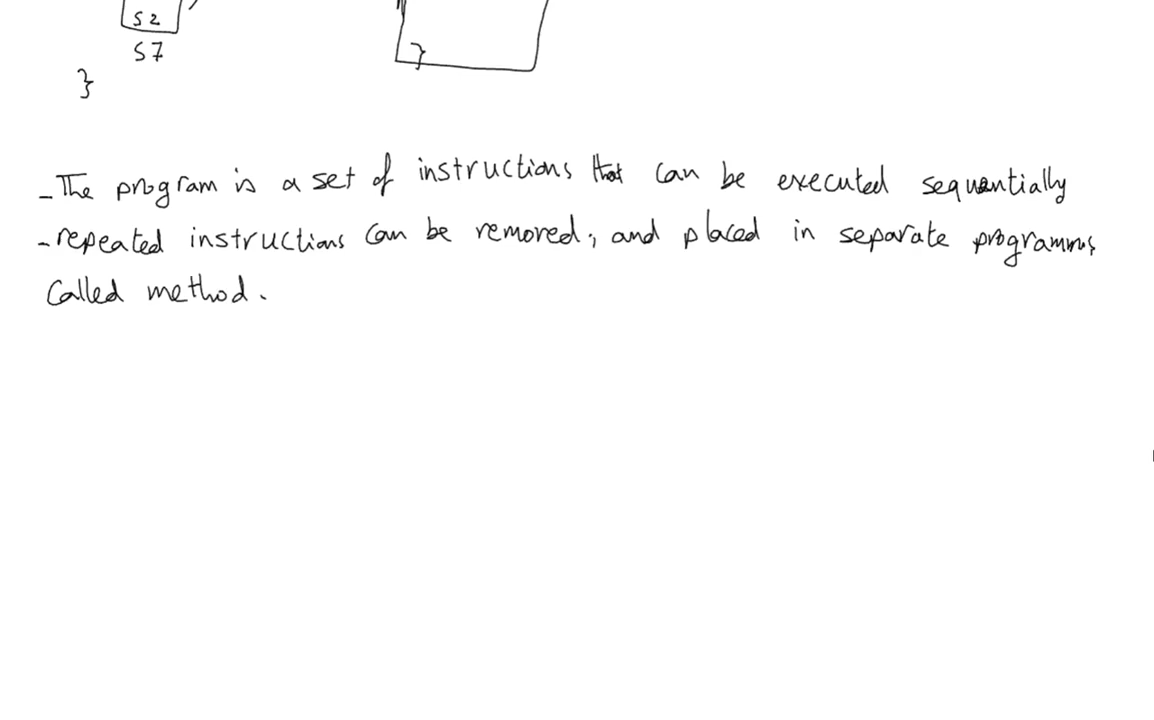 S2
S7
}
}
- The program is a set of instructions that can be executed sequentially
- repeated instructions can be removed, and placed in separate programms
Called method.